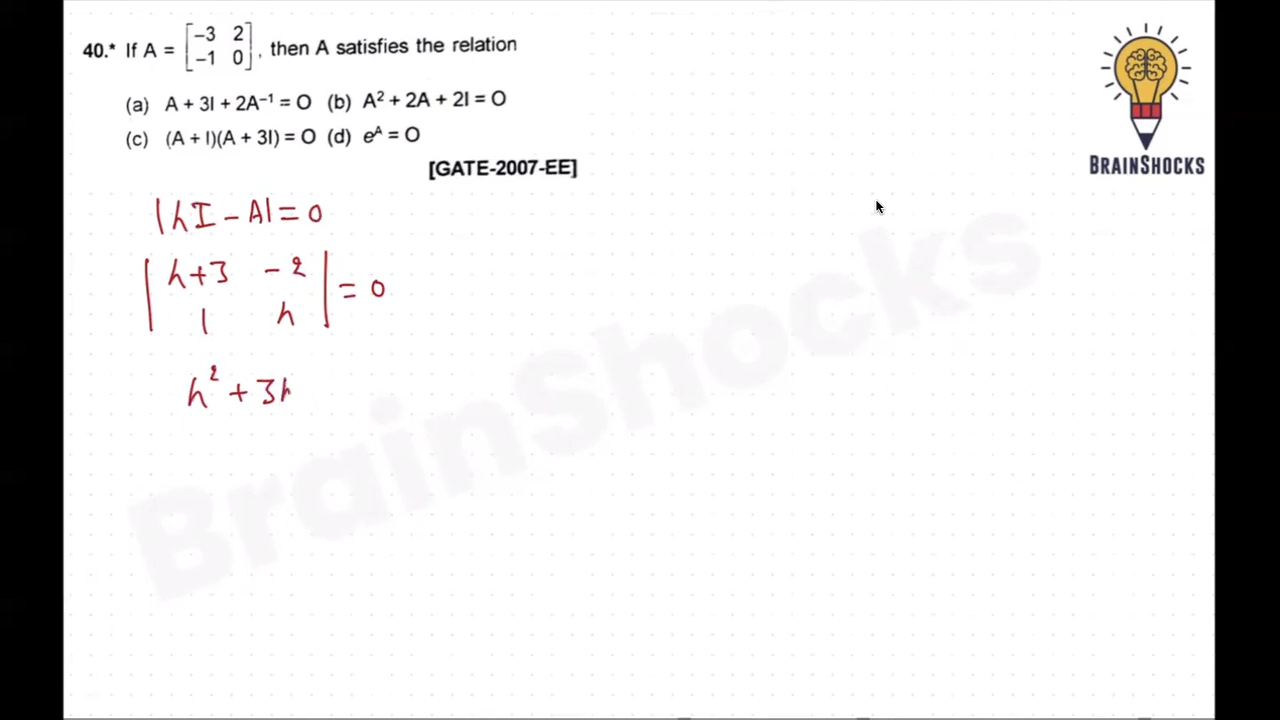 40.* If A = [−3 2; −1 0], then A satisfies the relation
(a) A + 3I + 2A⁻¹ = O (b) A² + 2A + 2I = O
(c) (A + I)(A + 3I) = O (d) eᴬ = O
[GATE-2007-EE]
BRAINSHOCKS
|λI - A| = 0
|λ+3 -2; 1 λ| = 0
λ² + 3λ
BrainShocks